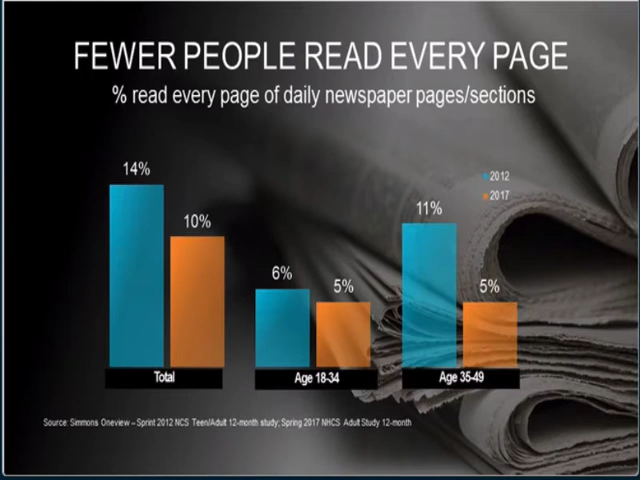 FEWER PEOPLE READ EVERY PAGE
% read every page of daily newspaper pages/sections
14%
10%
6%
5%
11%
5%
2012
2017
Total
Age 18-34
Age 35-49
Source: Simmons Oneview – Sprint 2012 NCS Teen/Adult 12-month study; Spring 2017 NHCS Adult Study 12-month